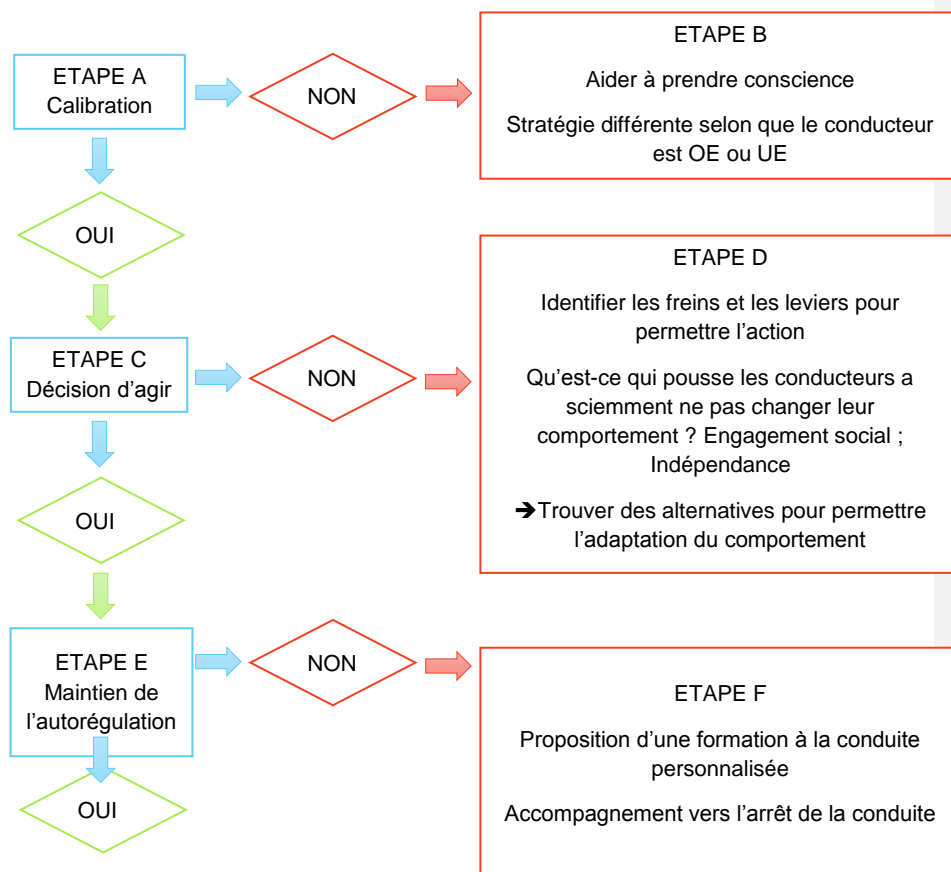 ETAPE A
Calibration
NON
ETAPE B
Aider à prendre conscience
Stratégie différente selon que le conducteur
est OE ou UE
OUI
ETAPE C
Décision d’agir
NON
ETAPE D
Identifier les freins et les leviers pour
permettre l’action
Qu’est-ce qui pousse les conducteurs a
sciemment ne pas changer leur
comportement ? Engagement social ;
Indépendance
➔Trouver des alternatives pour permettre
l’adaptation du comportement
OUI
ETAPE E
Maintien de
l’autorégulation
NON
ETAPE F
Proposition d’une formation à la conduite
personnalisée
Accompagnement vers l’arrêt de la conduite
OUI